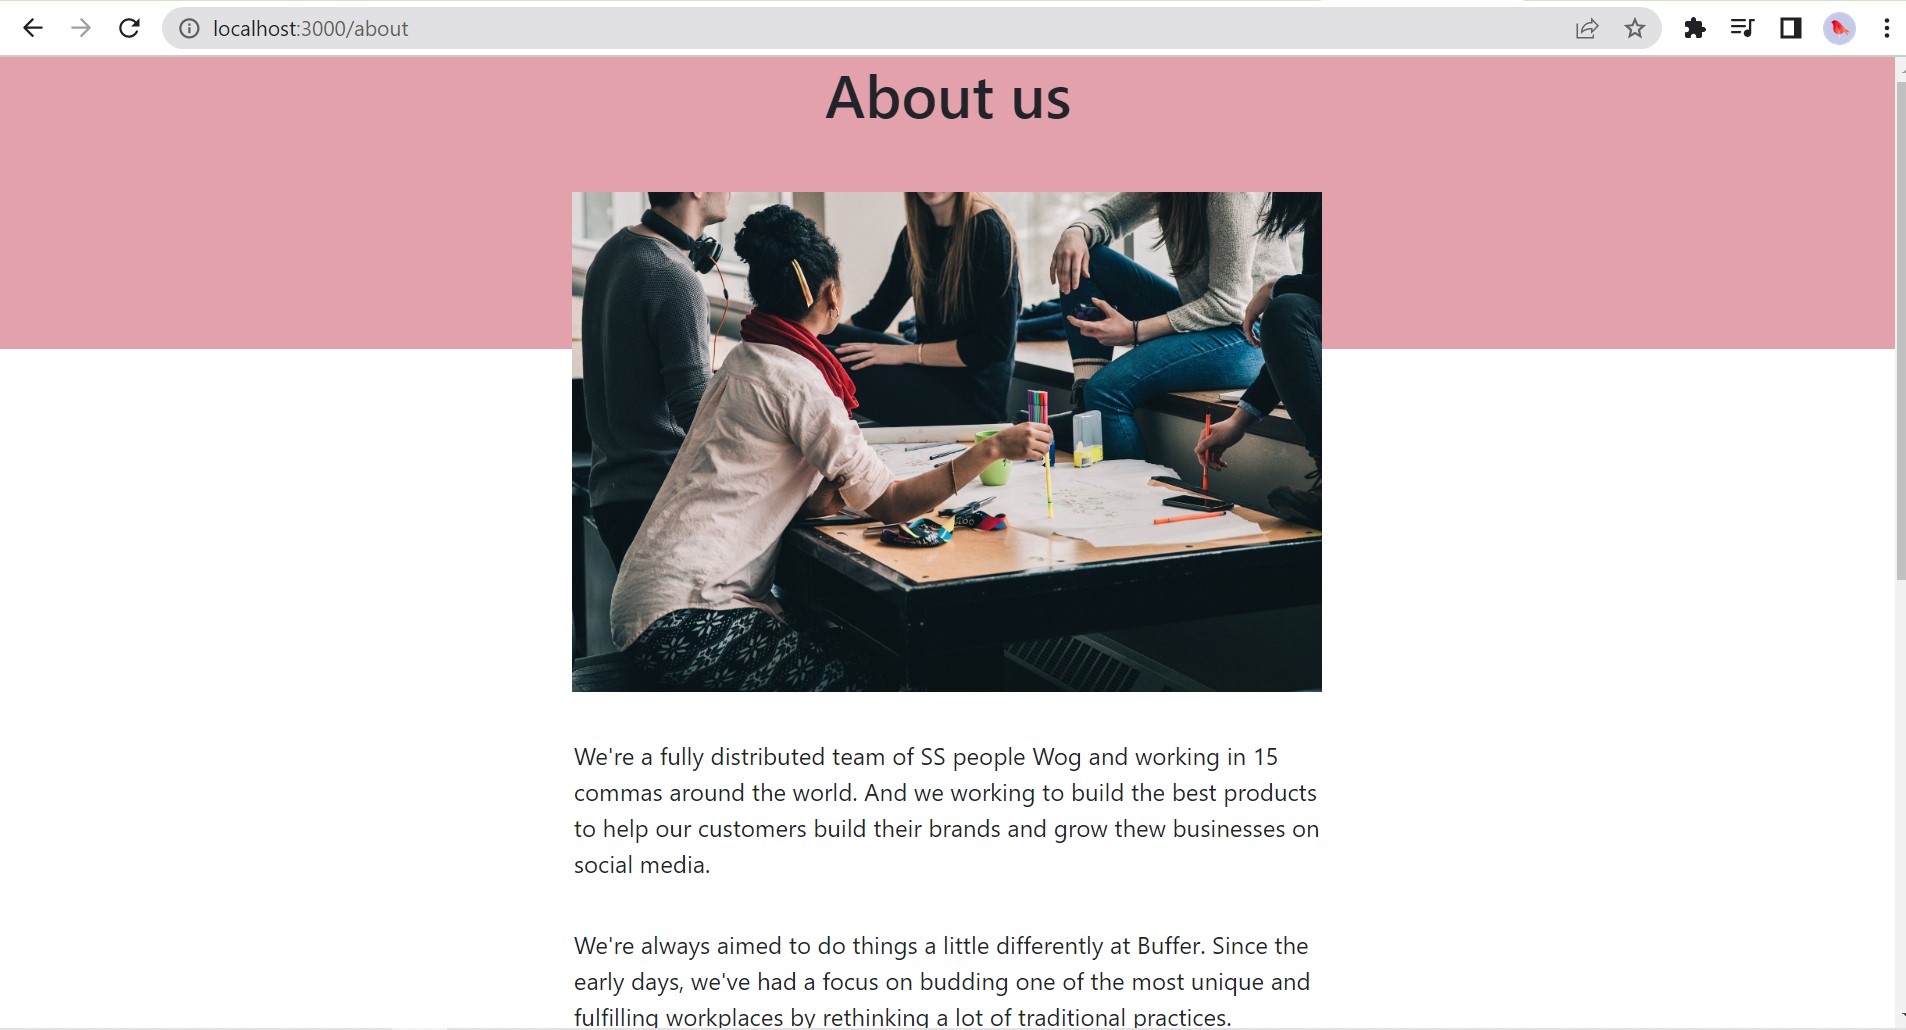 localhost:3000/about
About us
We're a fully distributed team of SS people Wog and working in 15
commas around the world. And we working to build the best products
to help our customers build their brands and grow thew businesses on
social media.
We're always aimed to do things a little differently at Buffer. Since the
early days, we've had a focus on budding one of the most unique and
fulfilling workplaces by rethinking a lot of traditional practices.